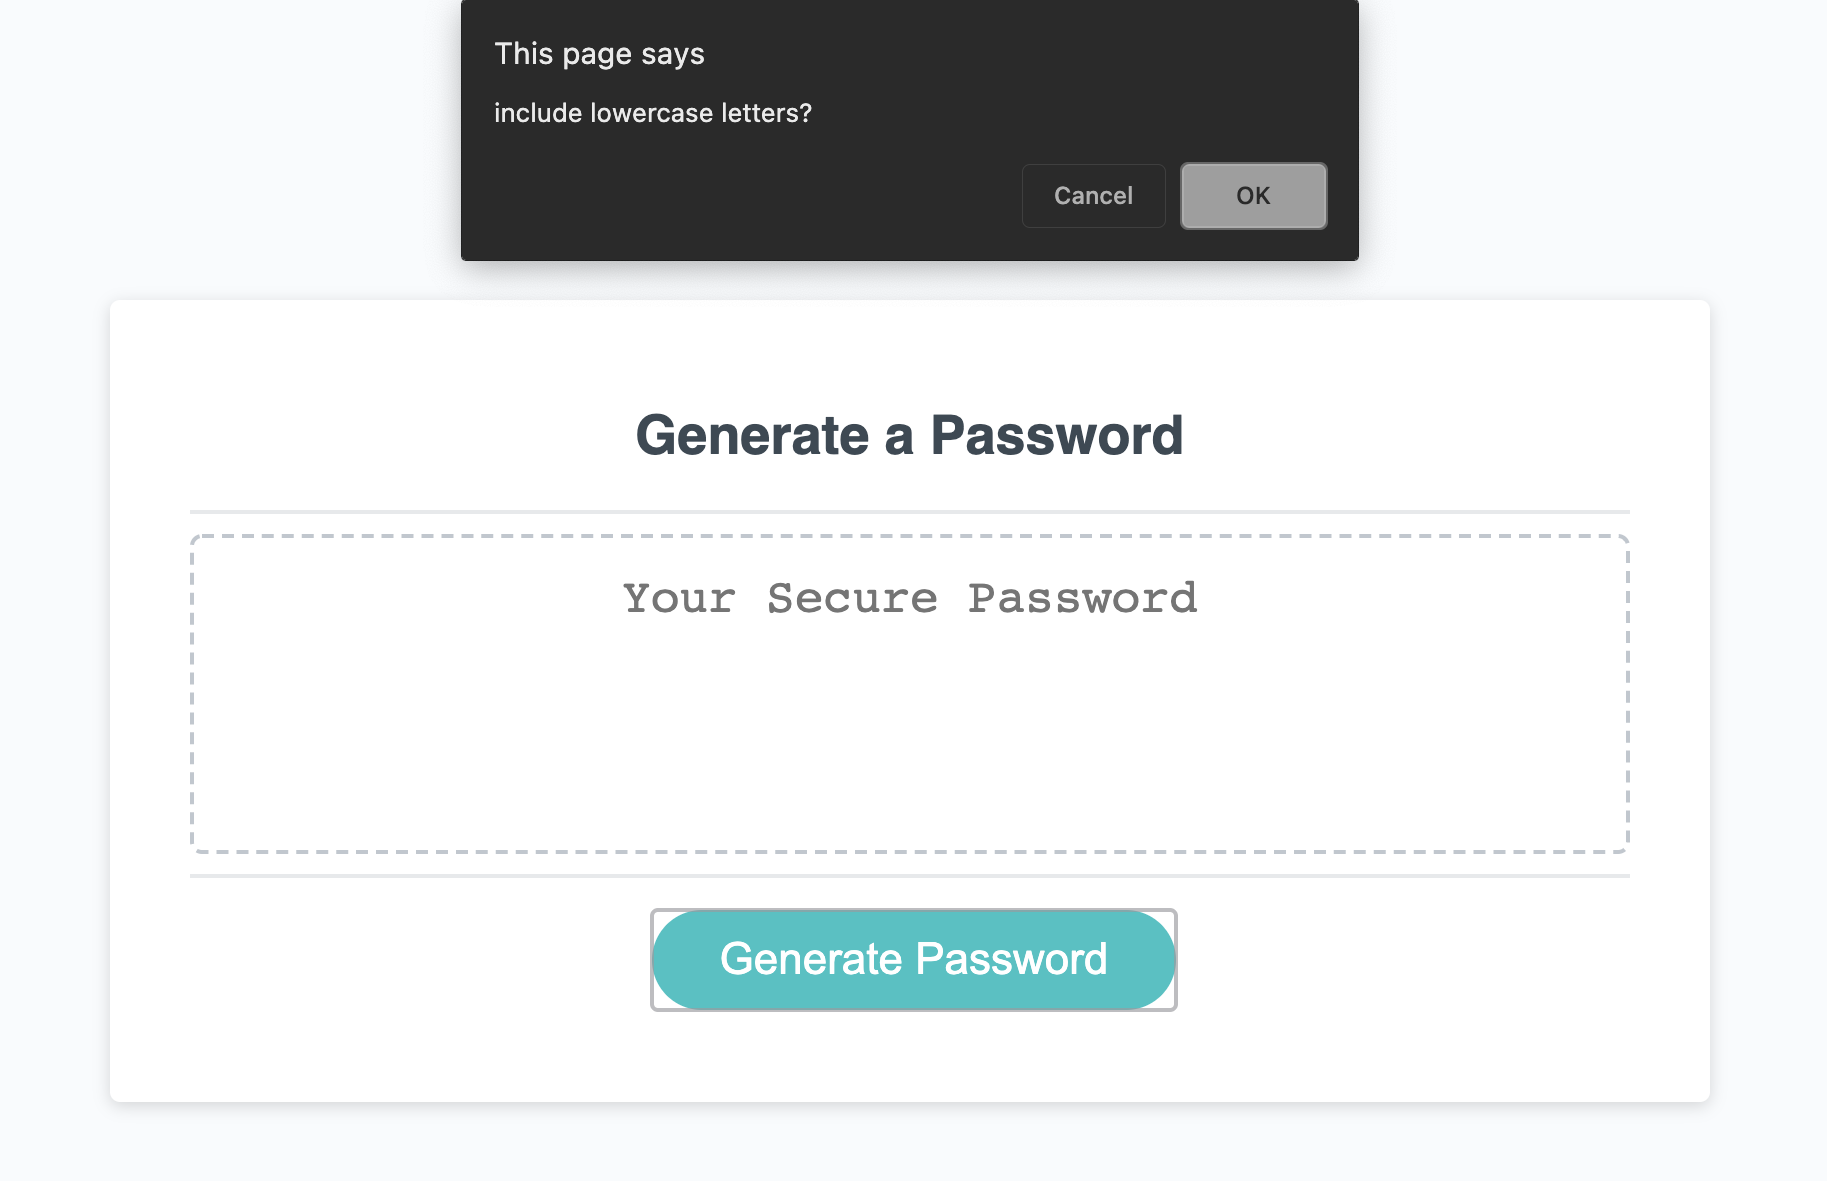 This page says
include lowercase letters?
Cancel
OK
Generate a Password
Your Secure Password
Generate Password